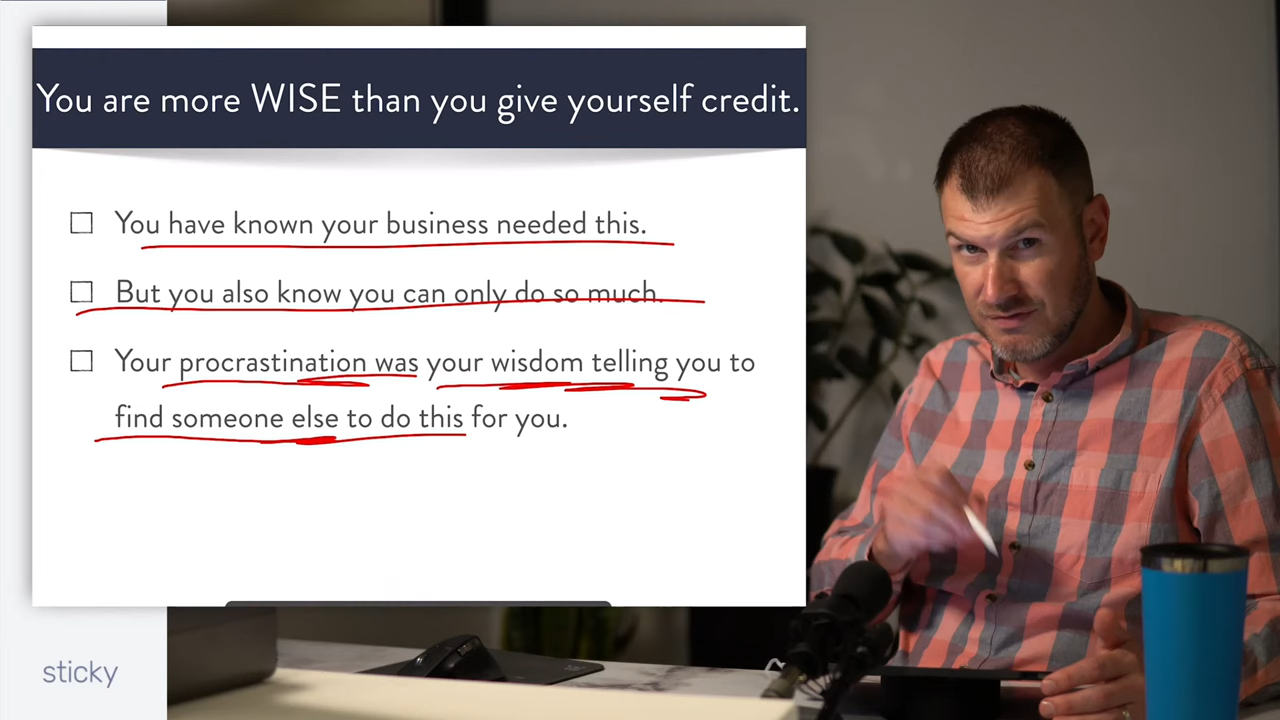 You are more WISE than you give yourself credit.
You have known your business needed this.
But you also know you can only do so much.
Your procrastination was your wisdom telling you to
find someone else to do this for you.
sticky